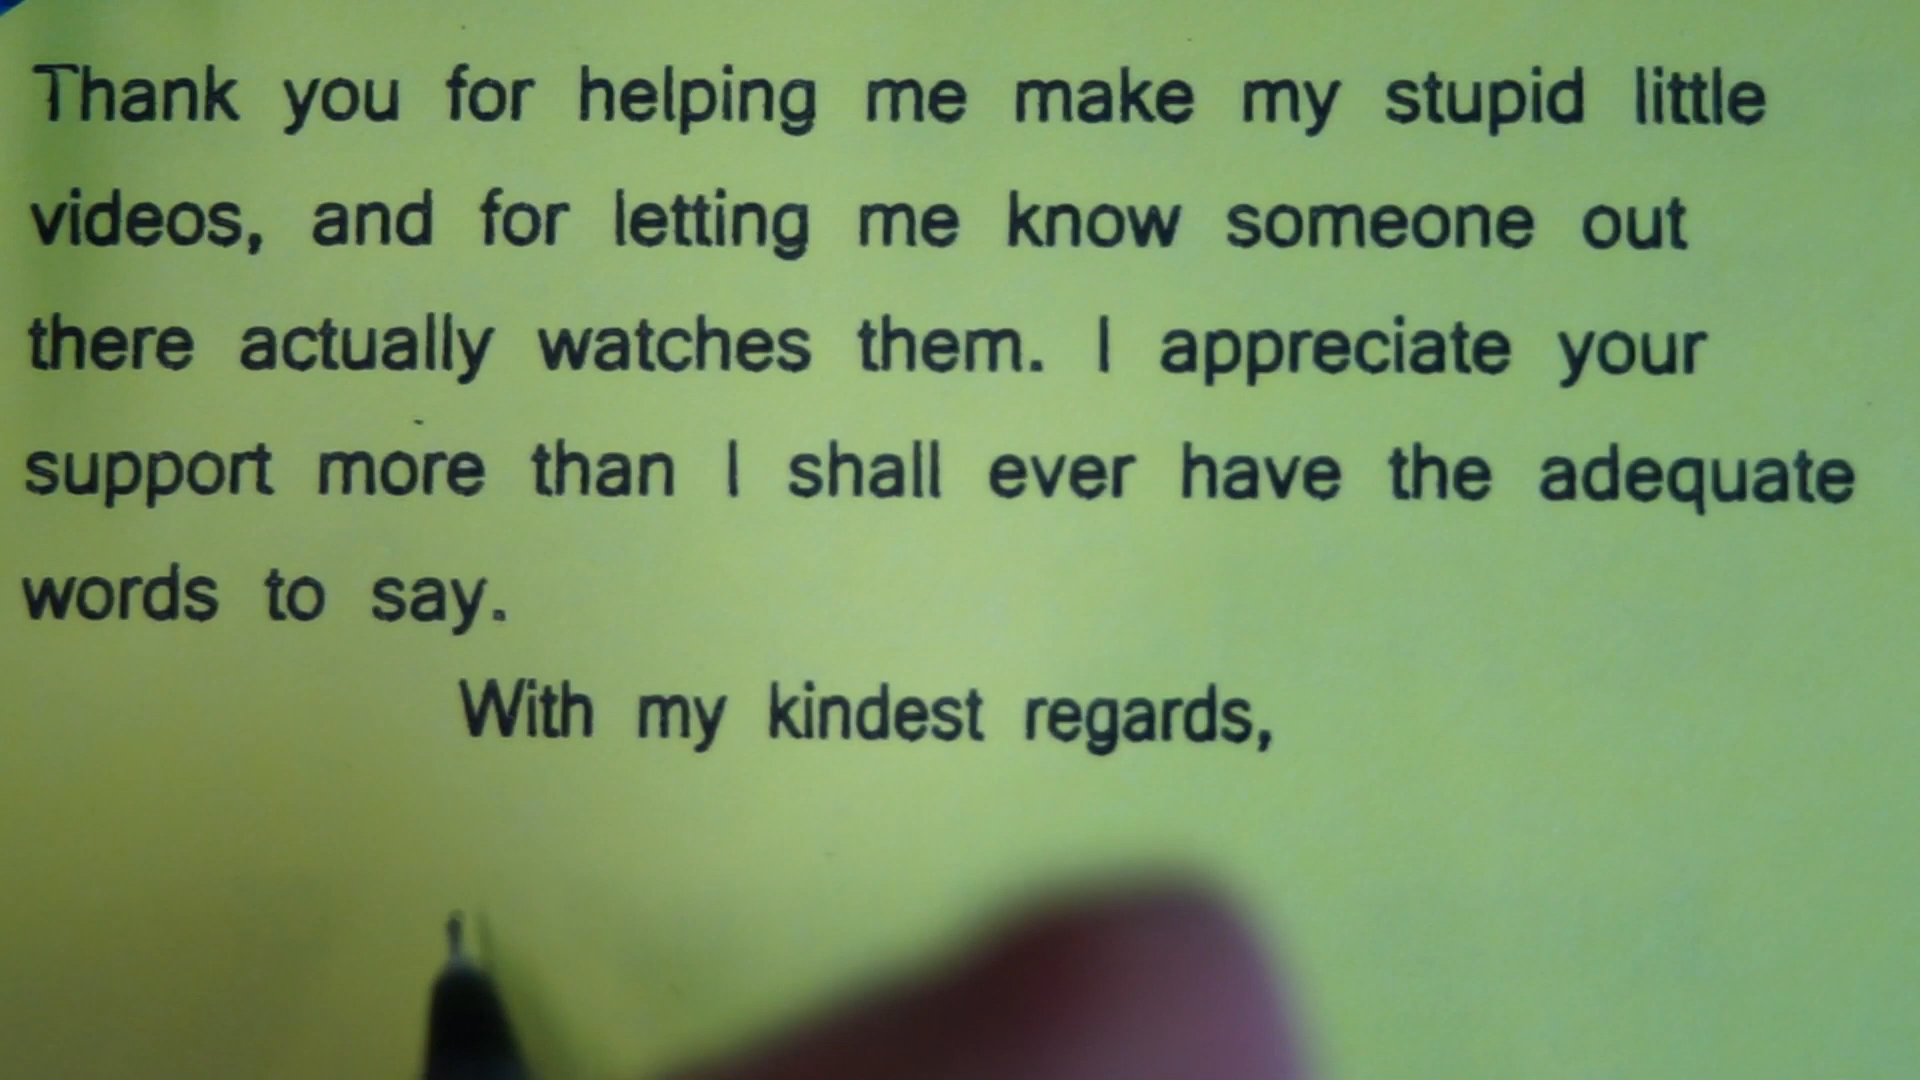 Thank you for helping me make my stupid little
videos, and for letting me know someone out
there actually watches them. I appreciate your
support more than I shall ever have the adequate
words to say.
With my kindest regards,